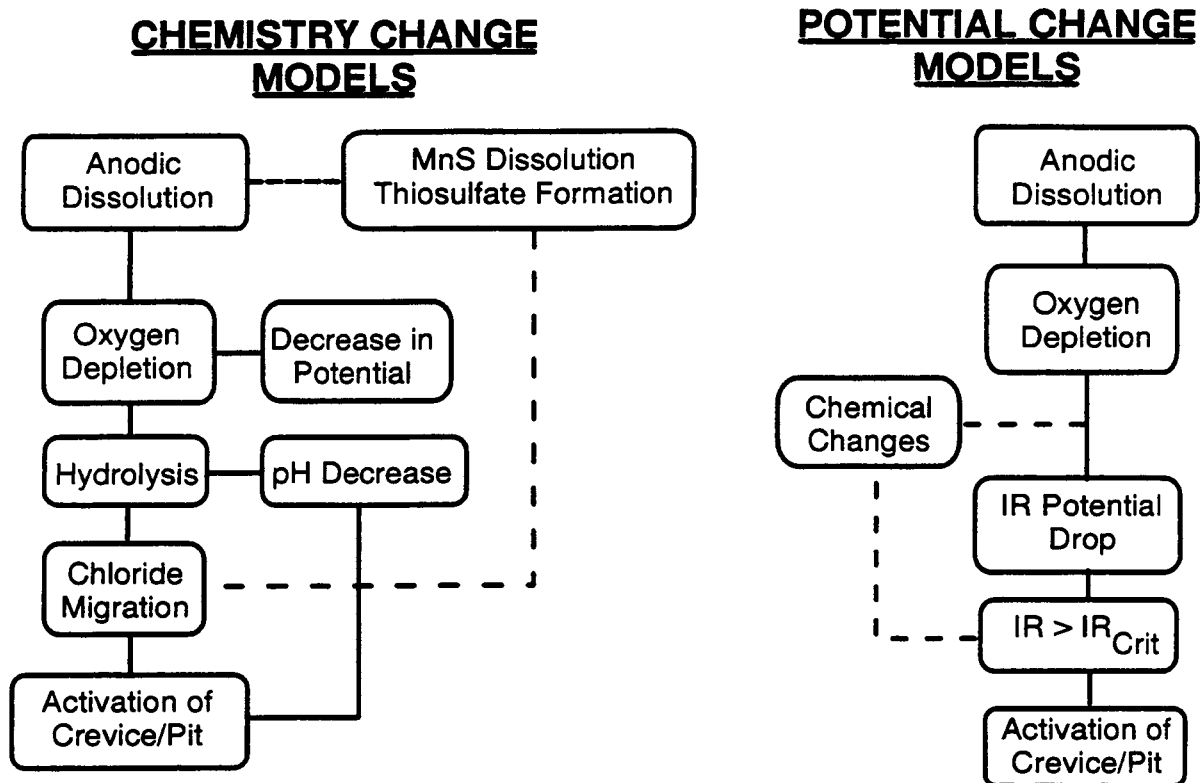 CHEMISTRY CHANGE
MODELS
Anodic
Dissolution
MnS Dissolution
Thiosulfate Formation
Oxygen
Depletion
Decrease in
Potential
Hydrolysis
pH Decrease
Chloride
Migration
Activation of
Crevice/Pit
POTENTIAL CHANGE
MODELS
Anodic
Dissolution
Oxygen
Depletion
Chemical
Changes
IR Potential
Drop
IR > IRCrit
Activation of
Crevice/Pit